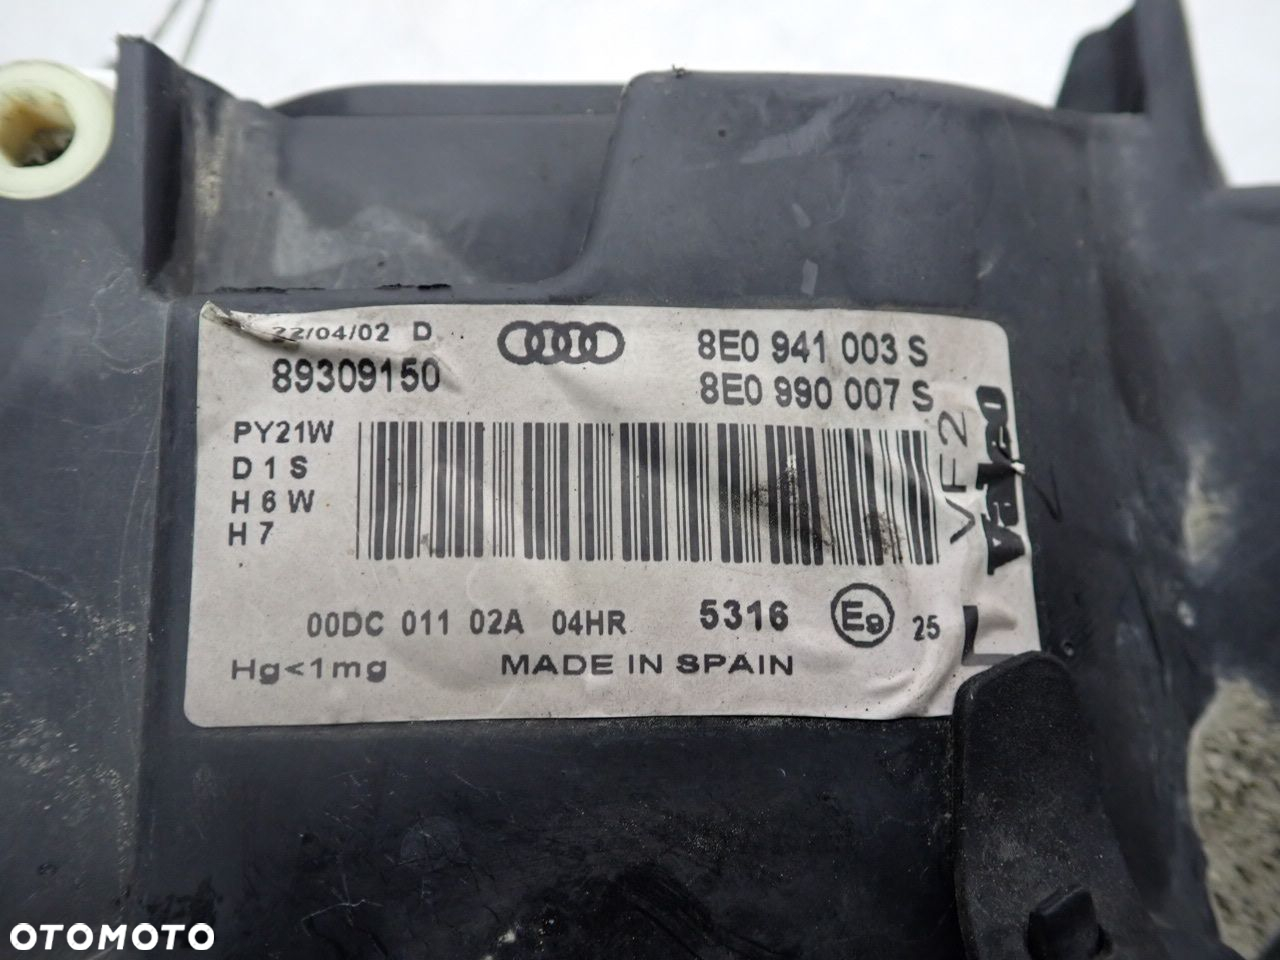 22/04/02 D
8E0 941 003 S
89309150
8E0 990 007 S
PY21W
D1S
H6W
H7
VF2
Valeo
00DC 011 02A 04HR 5316 E9 25
Hg<1mg
MADE IN SPAIN
OTOMOTO